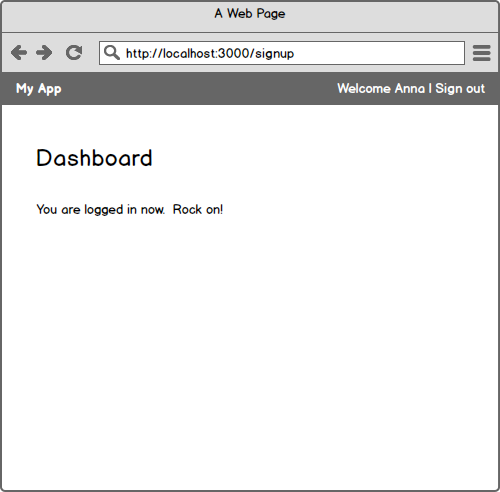 A Web Page
http://localhost:3000/signup
My App Welcome Anna | Sign out
Dashboard
You are logged in now. Rock on!